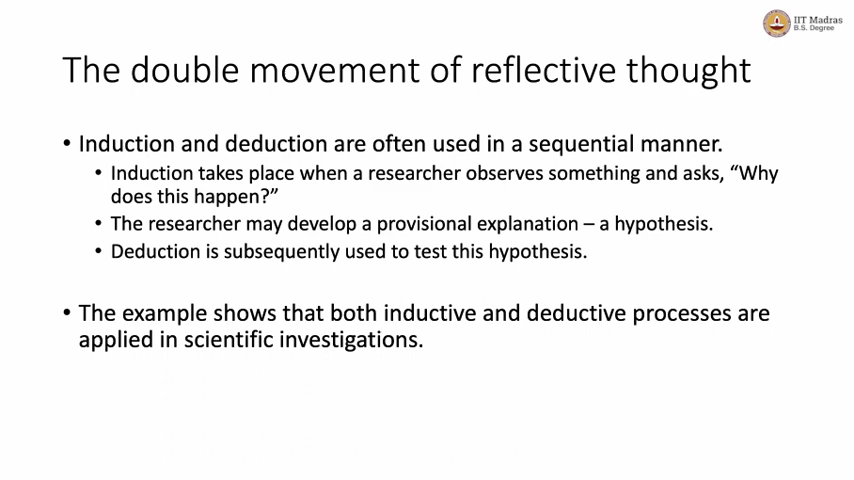 IIT Madras
B.S. Degree
The double movement of reflective thought
• Induction and deduction are often used in a sequential manner.
• Induction takes place when a researcher observes something and asks, “Why
does this happen?”
• The researcher may develop a provisional explanation – a hypothesis.
• Deduction is subsequently used to test this hypothesis.
• The example shows that both inductive and deductive processes are
applied in scientific investigations.